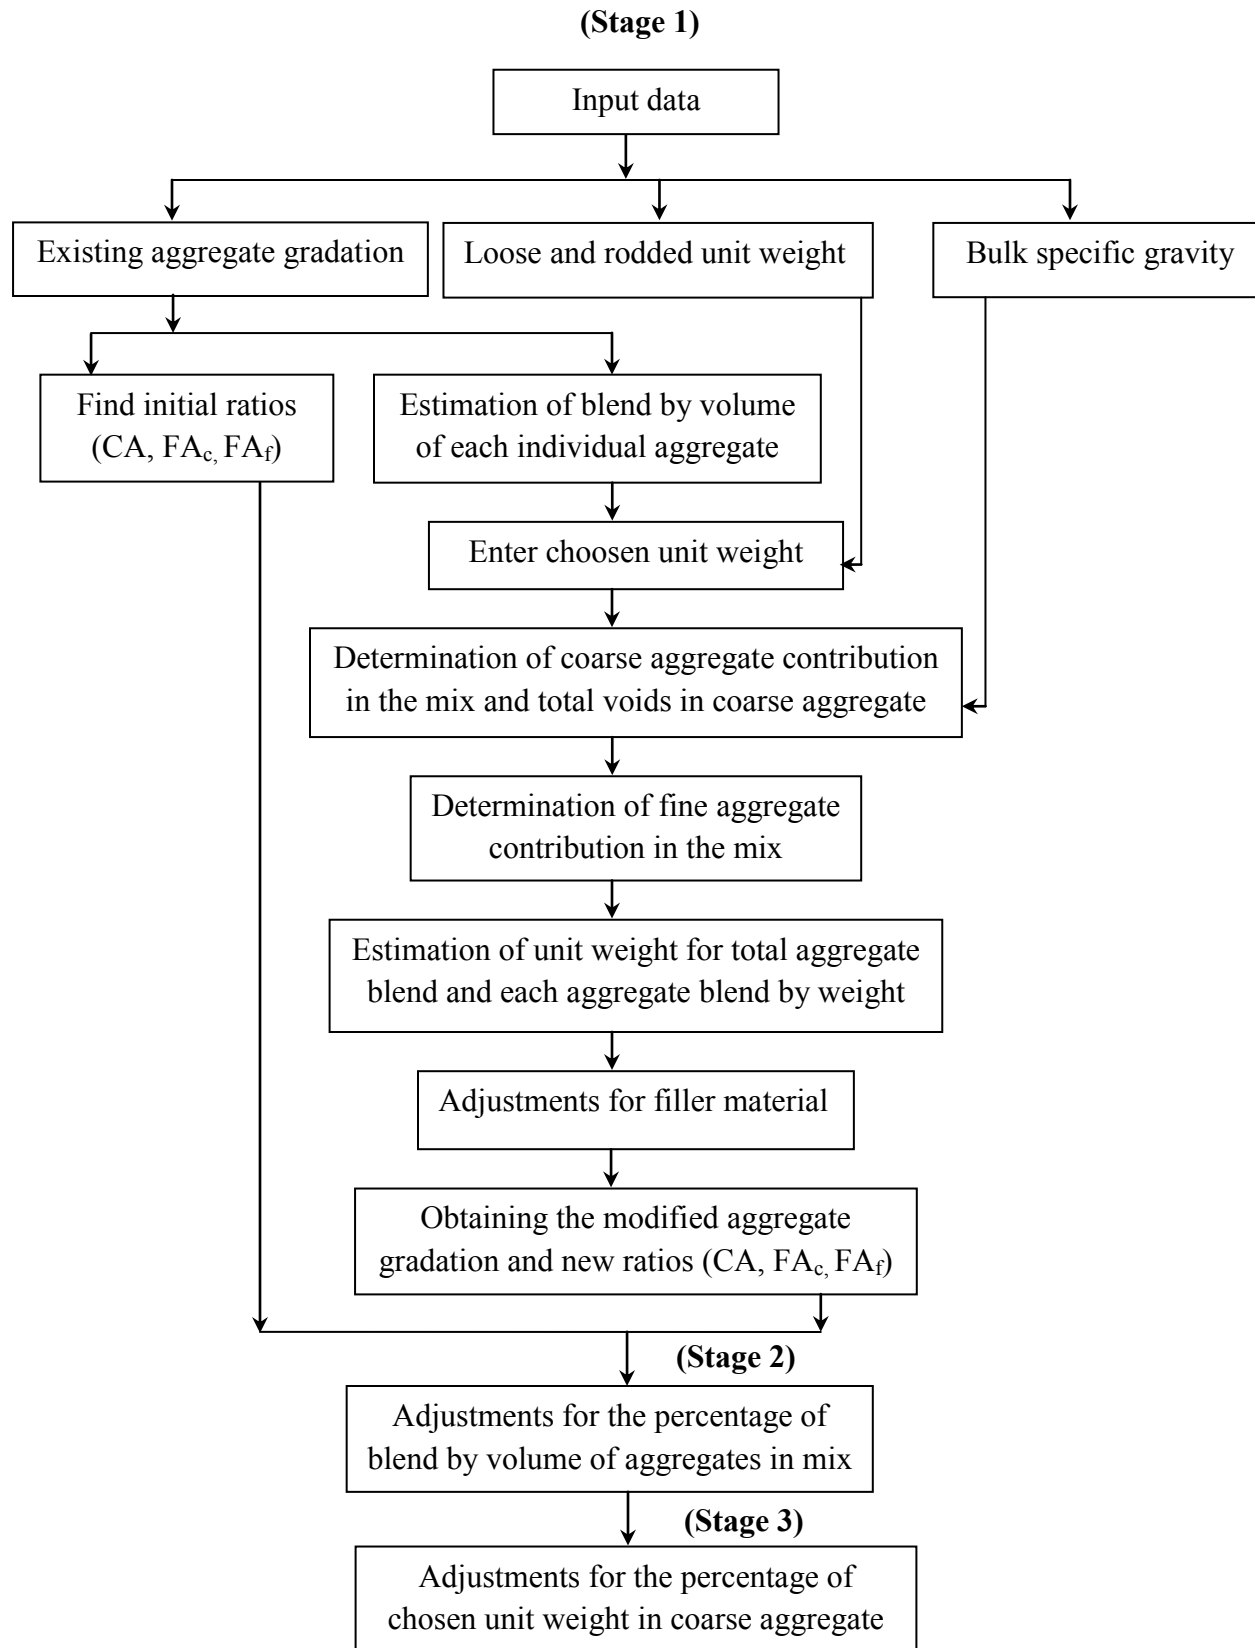 (Stage 1)
Input data
Existing aggregate gradation
Loose and rodded unit weight
Bulk specific gravity
Find initial ratios
(CA, FAc, FAf)
Estimation of blend by volume
of each individual aggregate
Enter choosen unit weight
Determination of coarse aggregate contribution
in the mix and total voids in coarse aggregate
Determination of fine aggregate
contribution in the mix
Estimation of unit weight for total aggregate
blend and each aggregate blend by weight
Adjustments for filler material
Obtaining the modified aggregate
gradation and new ratios (CA, FAc, FAf)
(Stage 2)
Adjustments for the percentage of
blend by volume of aggregates in mix
(Stage 3)
Adjustments for the percentage of
chosen unit weight in coarse aggregate